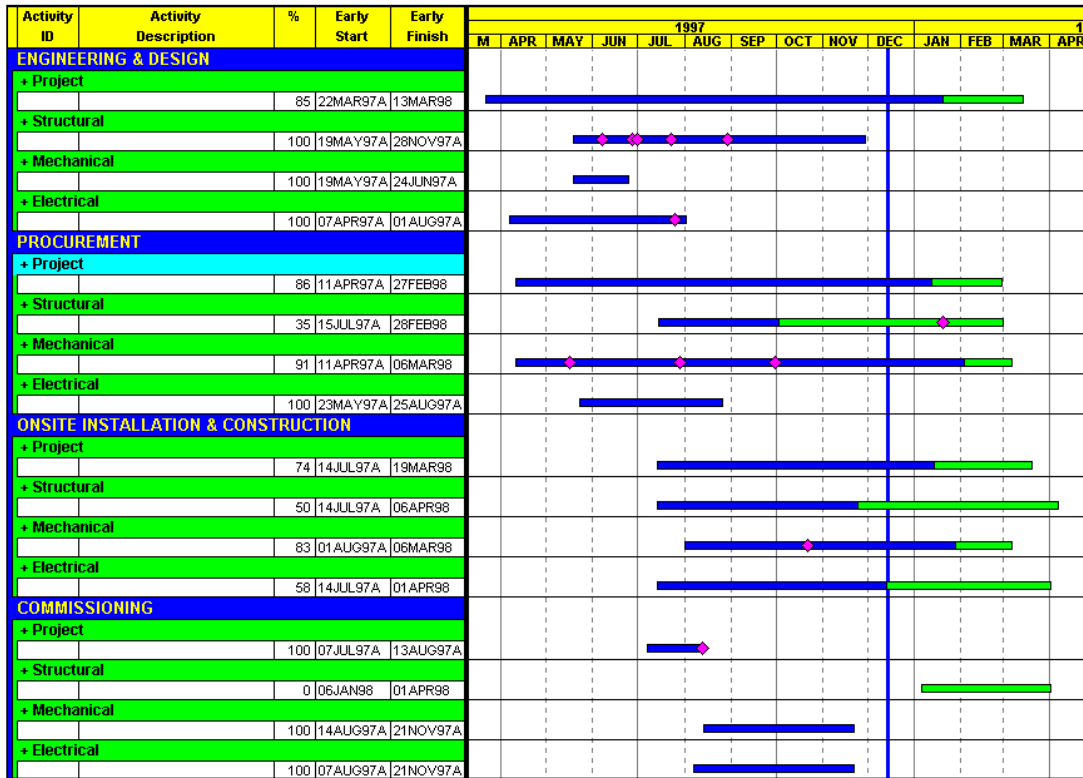 Activity Activity % Early Early
1997 1
ID Description Start Finish M APR MAY JUN JUL AUG SEP OCT NOV DEC JAN FEB MAR APR
ENGINEERING & DESIGN
+ Project
85 22MAR97A 13MAR98
+ Structural
100 19MAY97A 28NOV97A
+ Mechanical
100 19MAY97A 24JUN97A
+ Electrical
100 07APR97A 01AUG97A
PROCUREMENT
+ Project
86 11APR97A 27FEB98
+ Structural
35 15JUL97A 28FEB98
+ Mechanical
91 11APR97A 06MAR98
+ Electrical
100 23MAY97A 25AUG97A
ONSITE INSTALLATION & CONSTRUCTION
+ Project
74 14JUL97A 19MAR98
+ Structural
50 14JUL97A 06APR98
+ Mechanical
83 01AUG97A 06MAR98
+ Electrical
58 14JUL97A 01APR98
COMMISSIONING
+ Project
100 07JUL97A 13AUG97A
+ Structural
0 06JAN98 01APR98
+ Mechanical
100 14AUG97A 21NOV97A
+ Electrical
100 07AUG97A 21NOV97A